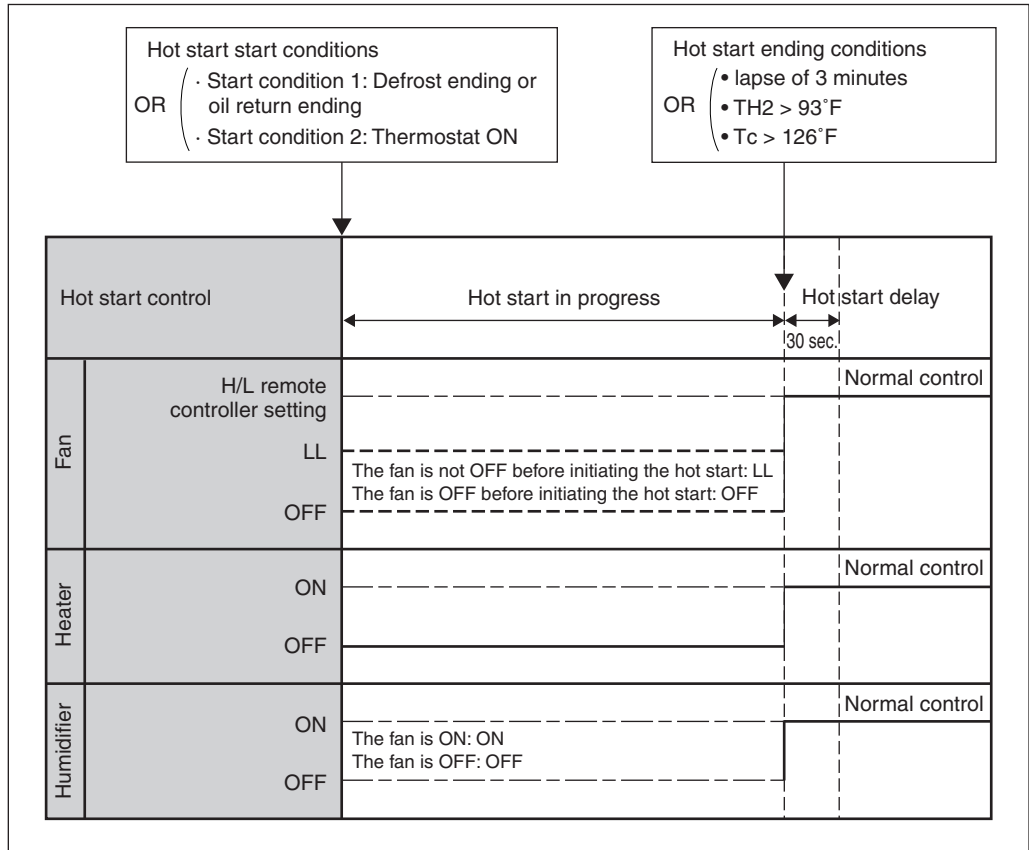 Hot start start conditions
OR
· Start condition 1: Defrost ending or
oil return ending
· Start condition 2: Thermostat ON
Hot start ending conditions
OR
• lapse of 3 minutes
• TH2 > 93˚F
• Tc > 126˚F
Hot start control
Hot start in progress
Hot start delay
30 sec.
Fan
H/L remote
controller setting
LL
OFF
The fan is not OFF before initiating the hot start: LL
The fan is OFF before initiating the hot start: OFF
Normal control
Heater
ON
OFF
Normal control
Humidifier
ON
OFF
The fan is ON: ON
The fan is OFF: OFF
Normal control